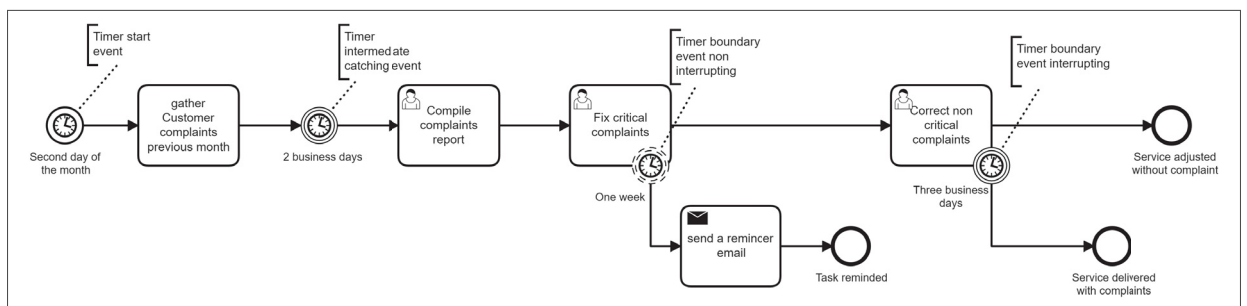 Timer start
event
Timer
intermed ate
catching event
Timer boundary
event non
interrupting
Timer boundary
event interrupting
gather
Customer
complaints
previous month
Compile
complaints
report
Fix critical
complaints
Correct non
critical
complaints
Second day of
the month
2 business days
One week
Three business
days
Service adjusted
without complaint
send a remincer
email
Task reminded
Service delivered
with complaints